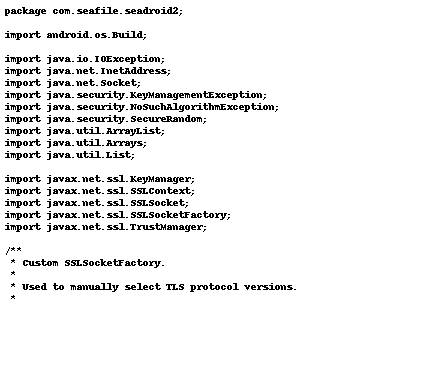 package com.seafile.seadroid2;

import android.os.Build;

import java.io.IOException;
import java.net.InetAddress;
import java.net.Socket;
import java.security.KeyManagementException;
import java.security.NoSuchAlgorithmException;
import java.security.SecureRandom;
import java.util.ArrayList;
import java.util.Arrays;
import java.util.List;

import javax.net.ssl.KeyManager;
import javax.net.ssl.SSLContext;
import javax.net.ssl.SSLSocket;
import javax.net.ssl.SSLSocketFactory;
import javax.net.ssl.TrustManager;

/**
 * Custom SSLSocketFactory.
 *
 * Used to manually select TLS protocol versions.
 *